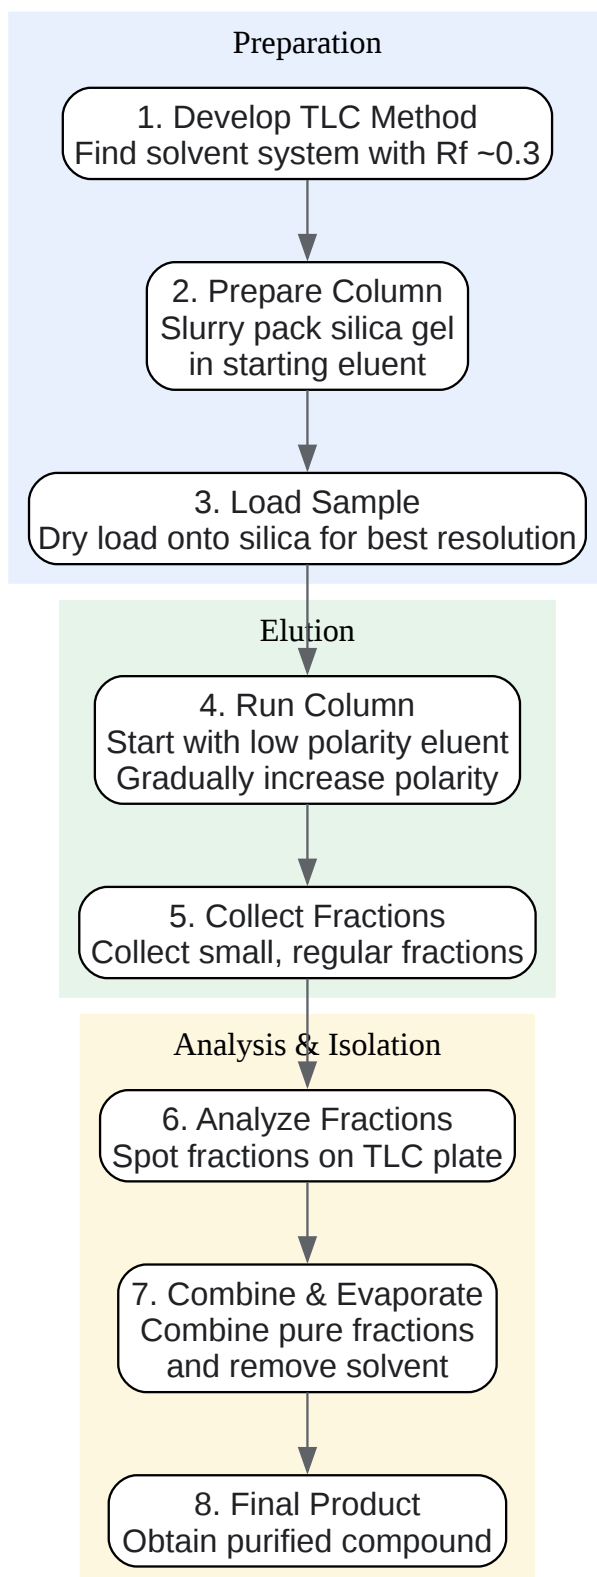 Preparation
1. Develop TLC Method
Find solvent system with Rf ~0.3
2. Prepare Column
Slurry pack silica gel
in starting eluent
3. Load Sample
Dry load onto silica for best resolution
Elution
4. Run Column
Start with low polarity eluent
Gradually increase polarity
5. Collect Fractions
Collect small, regular fractions
Analysis & Isolation
6. Analyze Fractions
Spot fractions on TLC plate
7. Combine & Evaporate
Combine pure fractions
and remove solvent
8. Final Product
Obtain purified compound